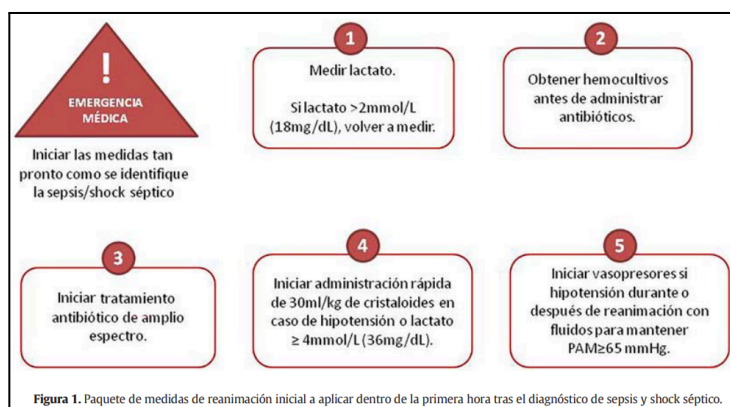 !
EMERGENCIA
MÉDICA
Iniciar las medidas tan
pronto como se identifique
la sepsis/shock séptico
1
Medir lactato.
Si lactato >2mmol/L
(18mg/dL), volver a medir.
2
Obtener hemocultivos
antes de administrar
antibióticos.
3
Iniciar tratamiento
antibiótico de amplio
espectro.
4
Iniciar administración rápida
de 30ml/kg de cristaloides en
caso de hipotensión o lactato
≥ 4mmol/L (36mg/dL).
5
Iniciar vasopresores si
hipotensión durante o
después de reanimación con
fluidos para mantener
PAM≥65 mmHg.
Figura 1. Paquete de medidas de reanimación inicial a aplicar dentro de la primera hora tras el diagnóstico de sepsis y shock séptico.